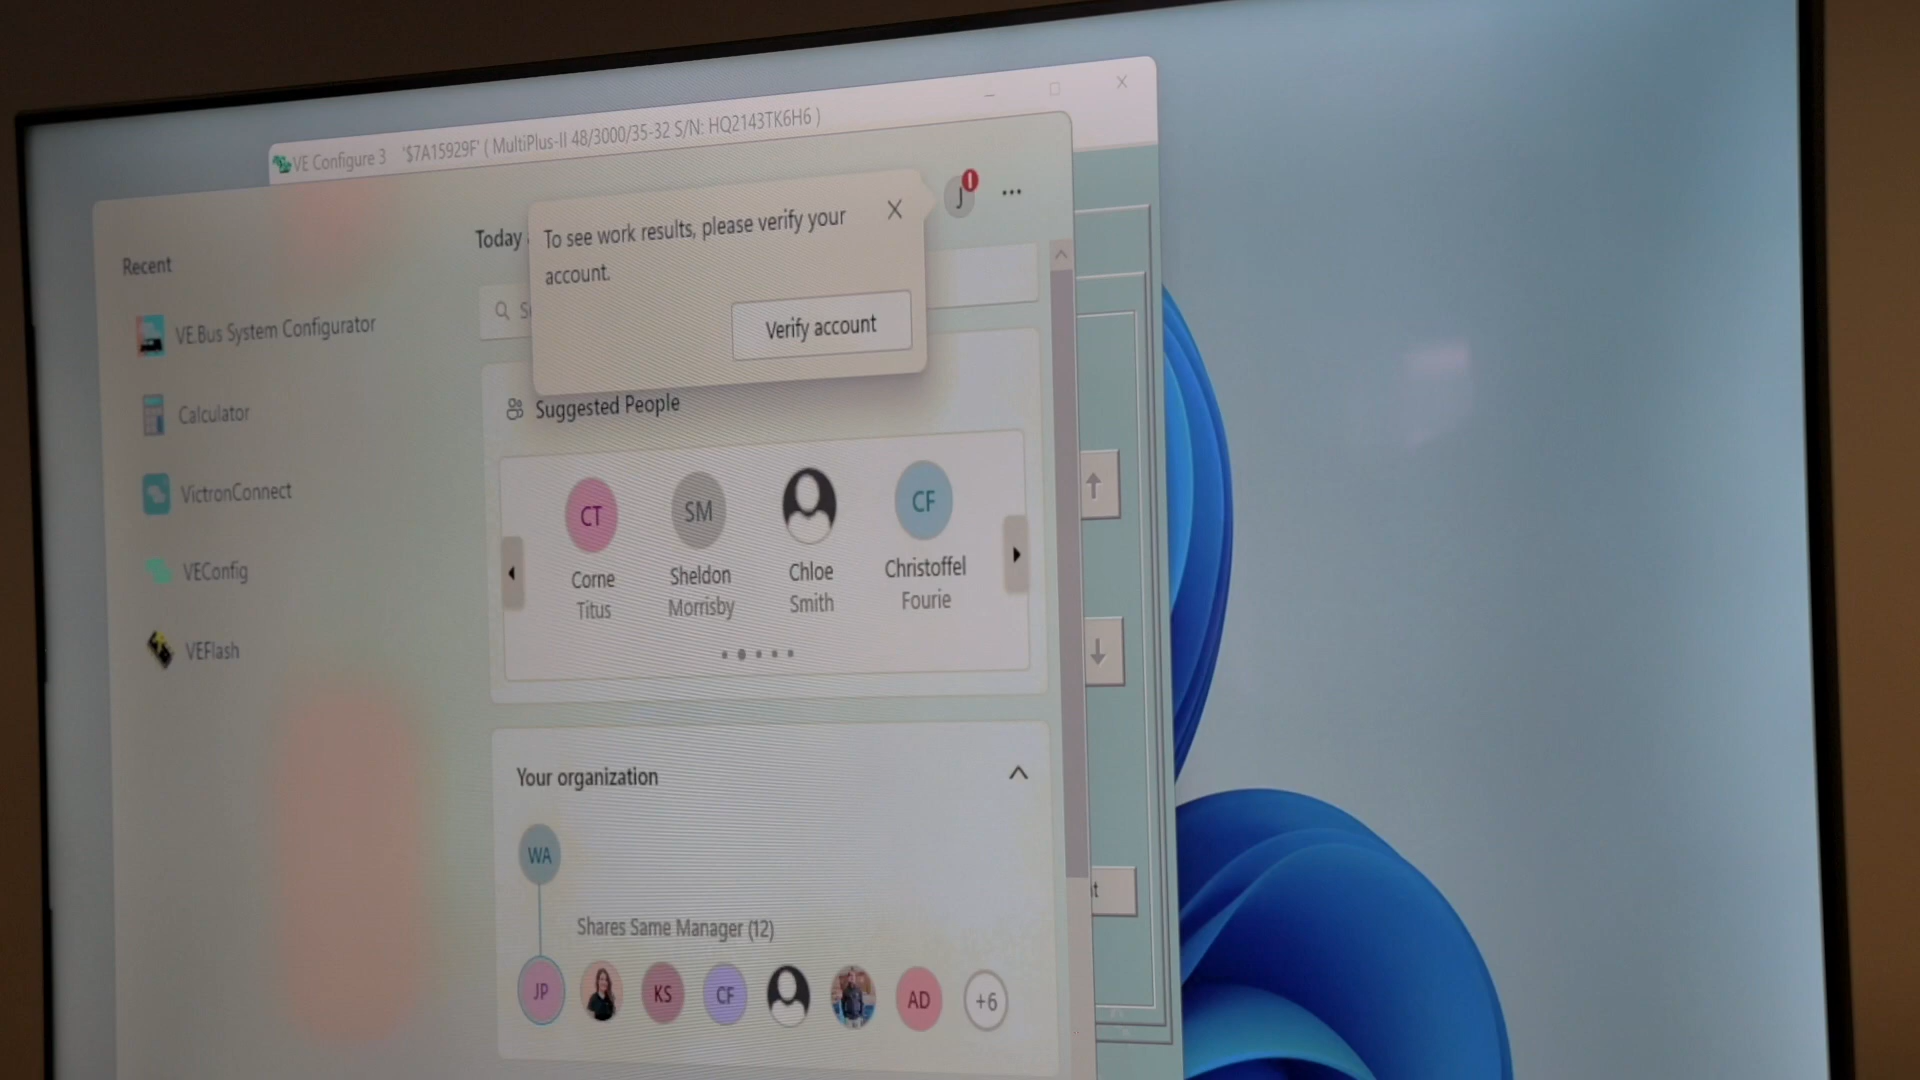 VE Configure 3 '$7A15929F' ( MultiPlus-II 48/3000/35-32 S/N: HQ2143TK6H6 )
Recent
VE.Bus System Configurator
Calculator
VictronConnect
VEConfig
VEFlash
Today
J
To see work results, please verify your
account.
Verify account
Suggested People
CT
SM
CF
Corne
Titus
Sheldon
Morrisby
Chloe
Smith
Christoffel
Fourie
Your organization
WA
Shares Same Manager (12)
JP
KS
CF
AD
+6